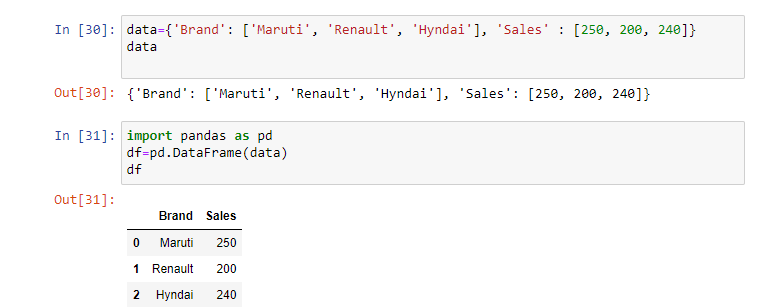 In [30]: data={'Brand': ['Maruti', 'Renault', 'Hyndai'], 'Sales' : [250, 200, 240]}
data
Out[30]: {'Brand': ['Maruti', 'Renault', 'Hyndai'], 'Sales': [250, 200, 240]}
In [31]: import pandas as pd
df=pd.DataFrame(data)
df
Out[31]:
Brand Sales
0 Maruti 250
1 Renault 200
2 Hyndai 240